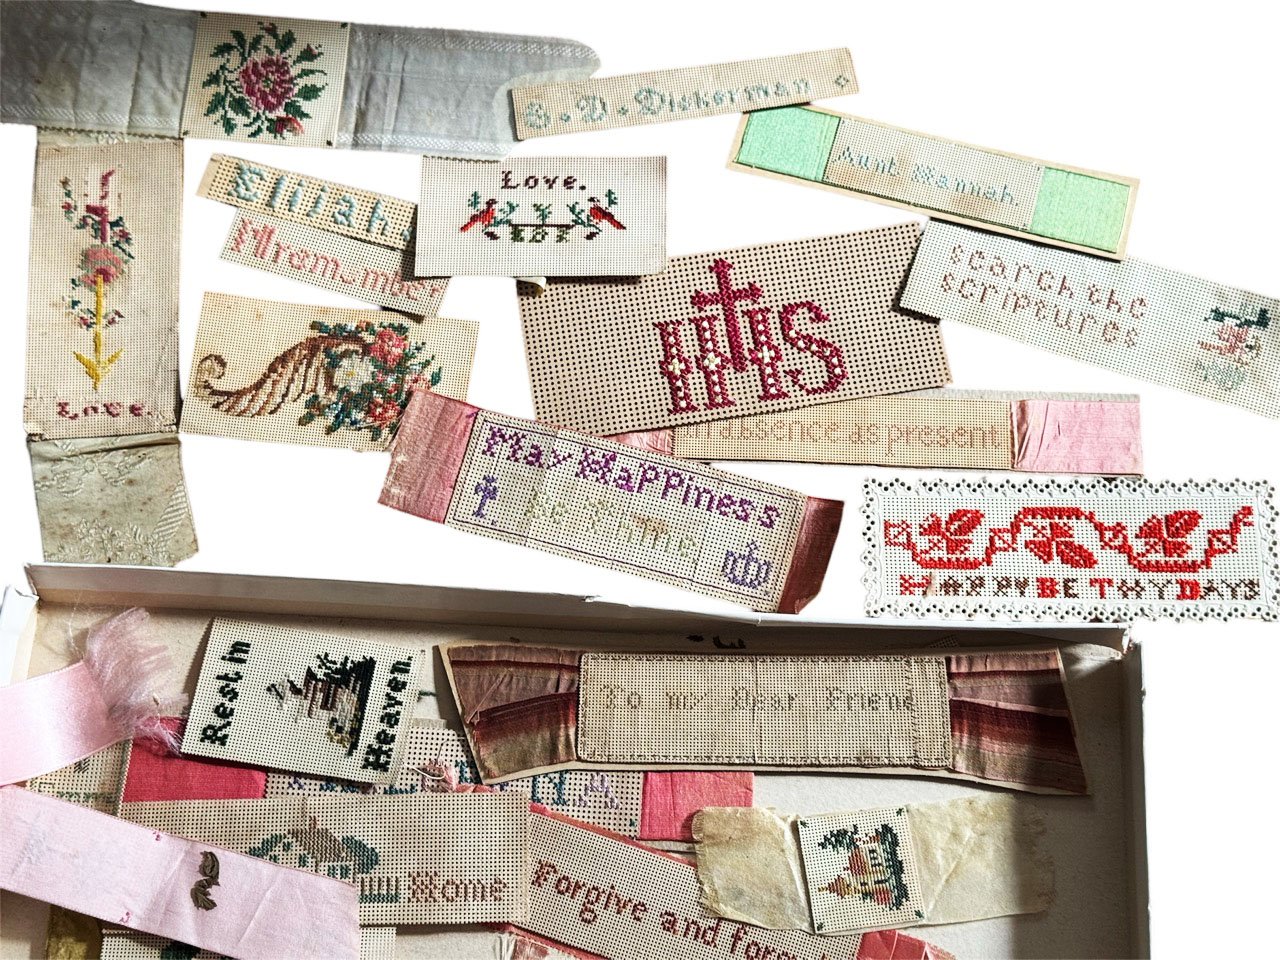 S. D. Dickerman
Love.
Aunt Hannah.
Elijah.
search the
scriptures
IHS
Love.
absence as present
May Happiness
Be Thine
HAPPY BE THY DAYS
Rest in
Heaven.
To my Dear Friend
Home
Forgive and